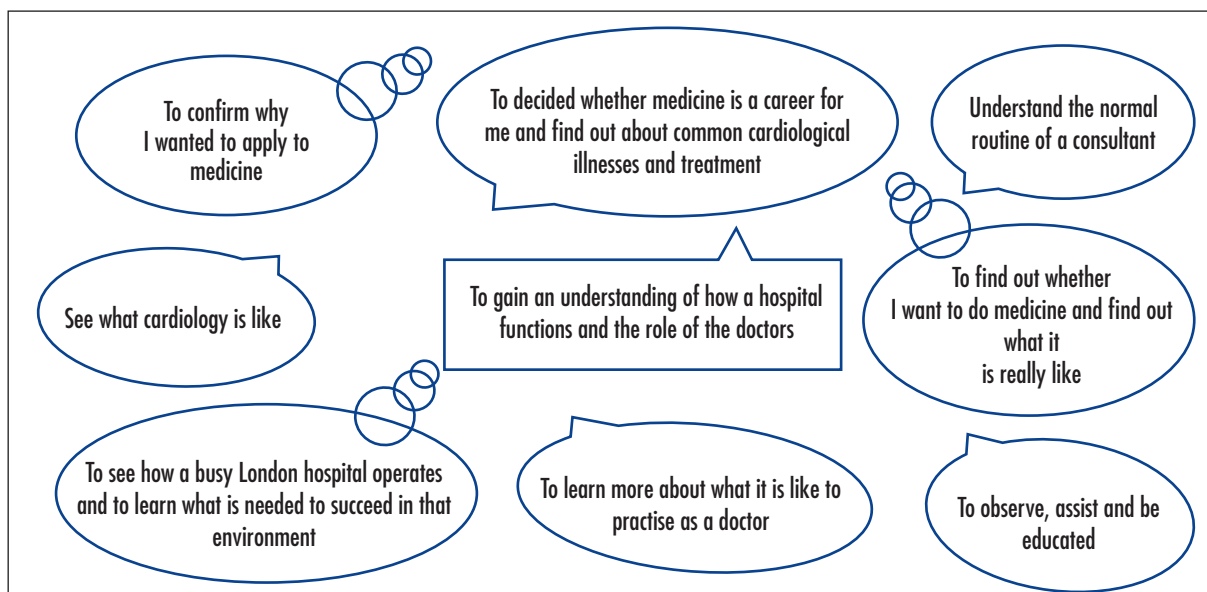 To confirm why
I wanted to apply to
medicine
To decided whether medicine is a career for
me and find out about common cardiological
illnesses and treatment
Understand the normal
routine of a consultant
See what cardiology is like
To gain an understanding of how a hospital
functions and the role of the doctors
To find out whether
I want to do medicine and find out
what it
is really like
To see how a busy London hospital operates
and to learn what is needed to succeed in that
environment
To learn more about what it is like to
practise as a doctor
To observe, assist and be
educated